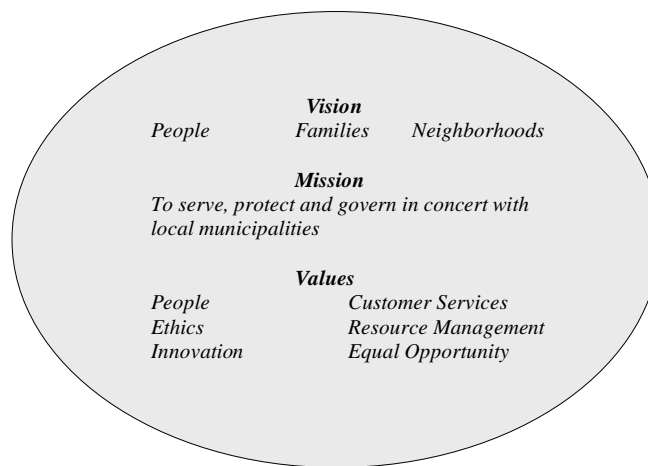 Vision
People Families Neighborhoods
Mission
To serve, protect and govern in concert with
local municipalities
Values
People Customer Services
Ethics Resource Management
Innovation Equal Opportunity